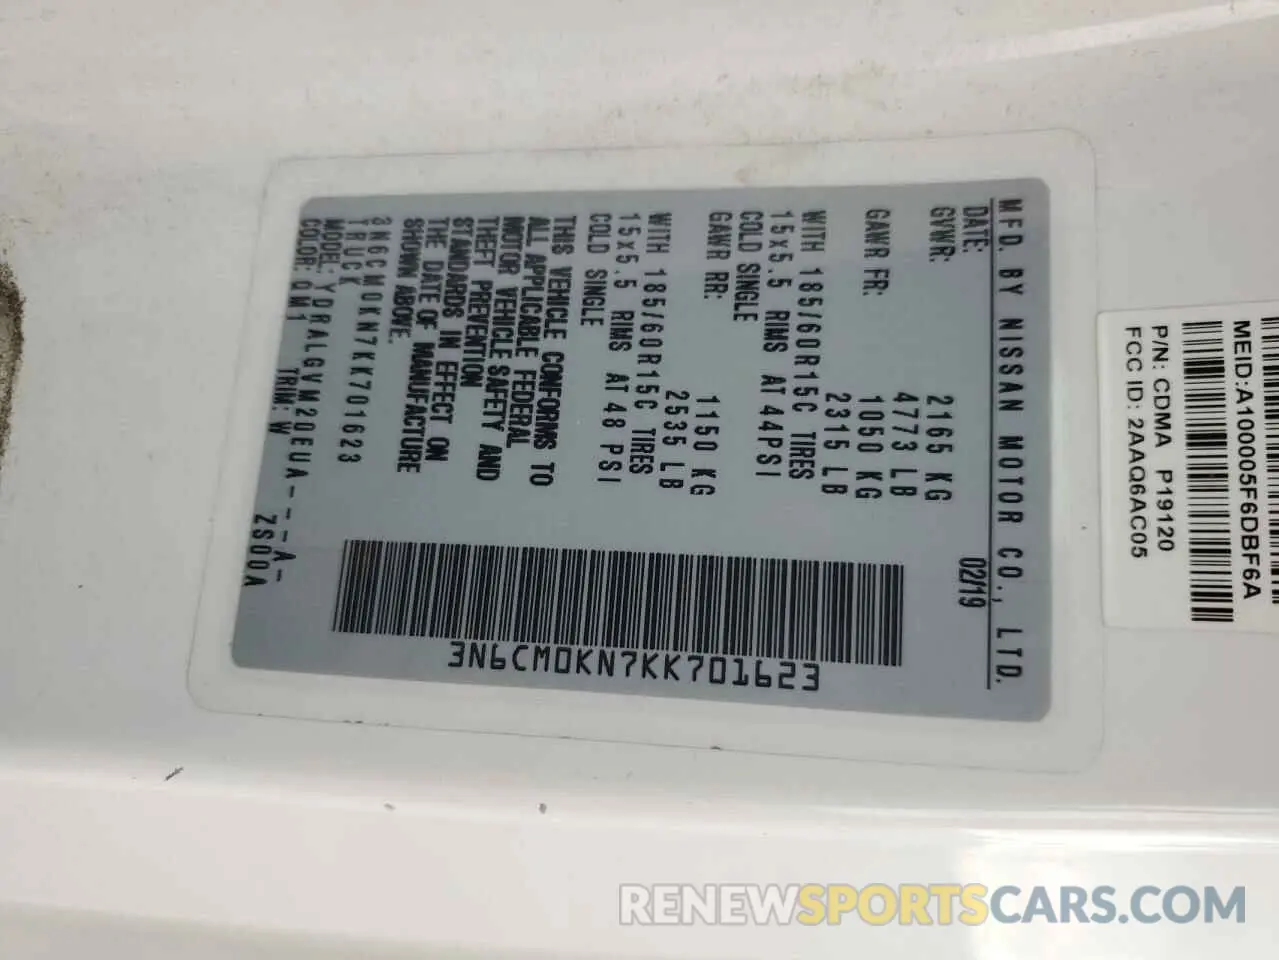 MFD. BY NISSAN MOTOR CO., LTD.
DATE: 02/19
GVWR: 2165 KG
4773 LB
GAWR FR: 1050 KG
2315 LB
WITH 185/60R15C TIRES
15x5.5 RIMS AT 44PSI
COLD SINGLE
GAWR RR: 1150 KG
2535 LB
WITH 185/60R15C TIRES
15x5.5 RIMS AT 48 PSI
COLD SINGLE
THIS VEHICLE CONFORMS TO
ALL APPLICABLE FEDERAL
MOTOR VEHICLE SAFETY AND
THEFT PREVENTION
STANDARDS IN EFFECT ON
THE DATE OF MANUFACTURE
SHOWN ABOVE.
3N6CM0KN7KK701623
TRUCK
MODEL: YDRALGVM20EUA----A-
COLOR: QM1 TRIM: W ZS00A
3N6CM0KN7KK701623
MEID:A100005F6DBF6A
P/N: CDMA P19120
FCC ID: 2AAQ6AC05
RENEWSPORTSCARS.COM